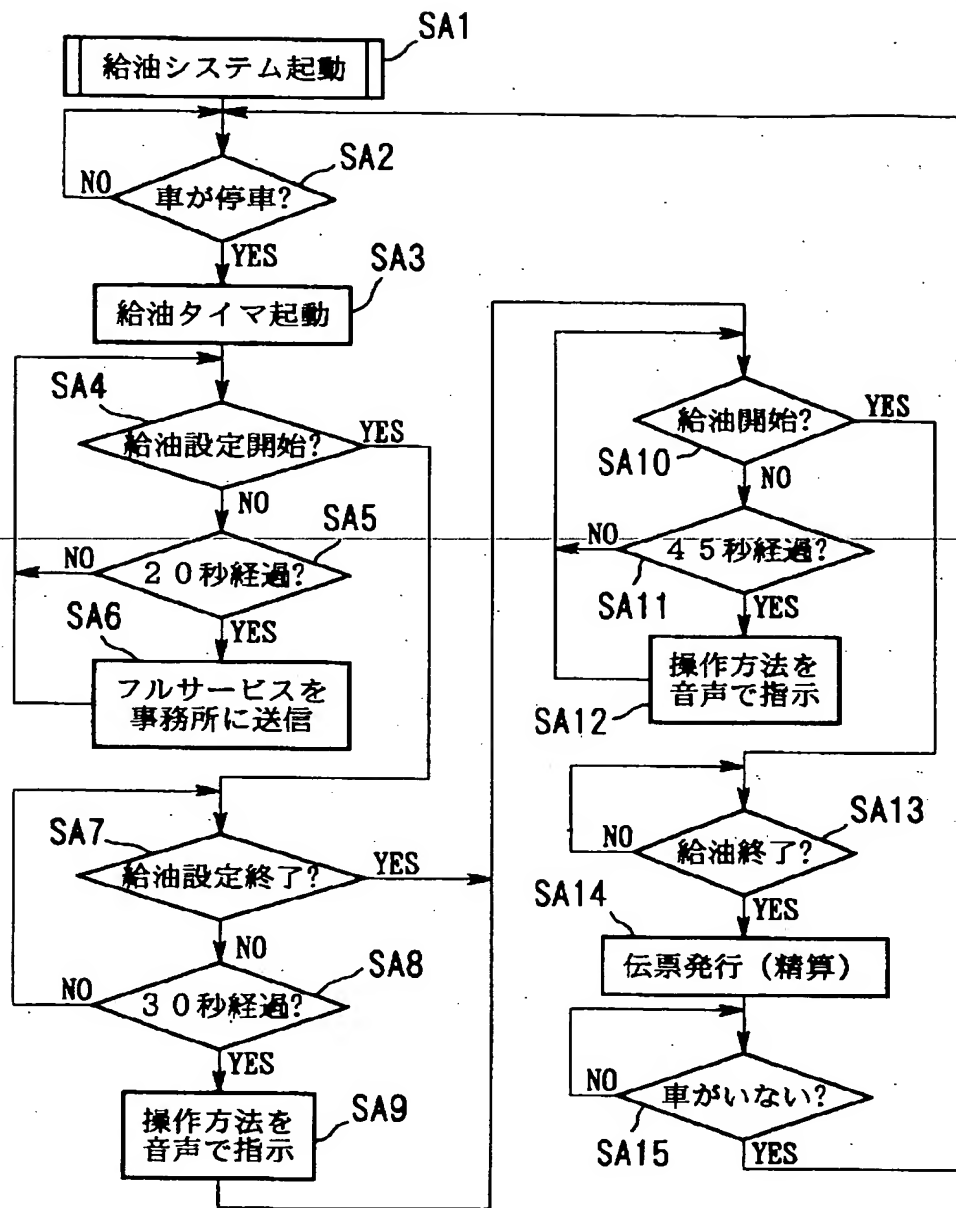 SA1
給油システム起動
SA2
車が停車?
NO
YES
SA3
給油タイマ起動
SA4
給油設定開始?
YES
NO
SA5
20秒経過?
NO
YES
SA6
フルサービスを
事務所に送信
SA7
給油設定終了?
YES
NO
SA8
30秒経過?
NO
YES
SA9
操作方法を
音声で指示
給油開始?
YES
SA10
NO
45秒経過?
NO
SA11
YES
操作方法を
音声で指示
SA12
SA13
給油終了?
NO
YES
SA14
伝票発行(精算)
車がいない?
NO
SA15
YES